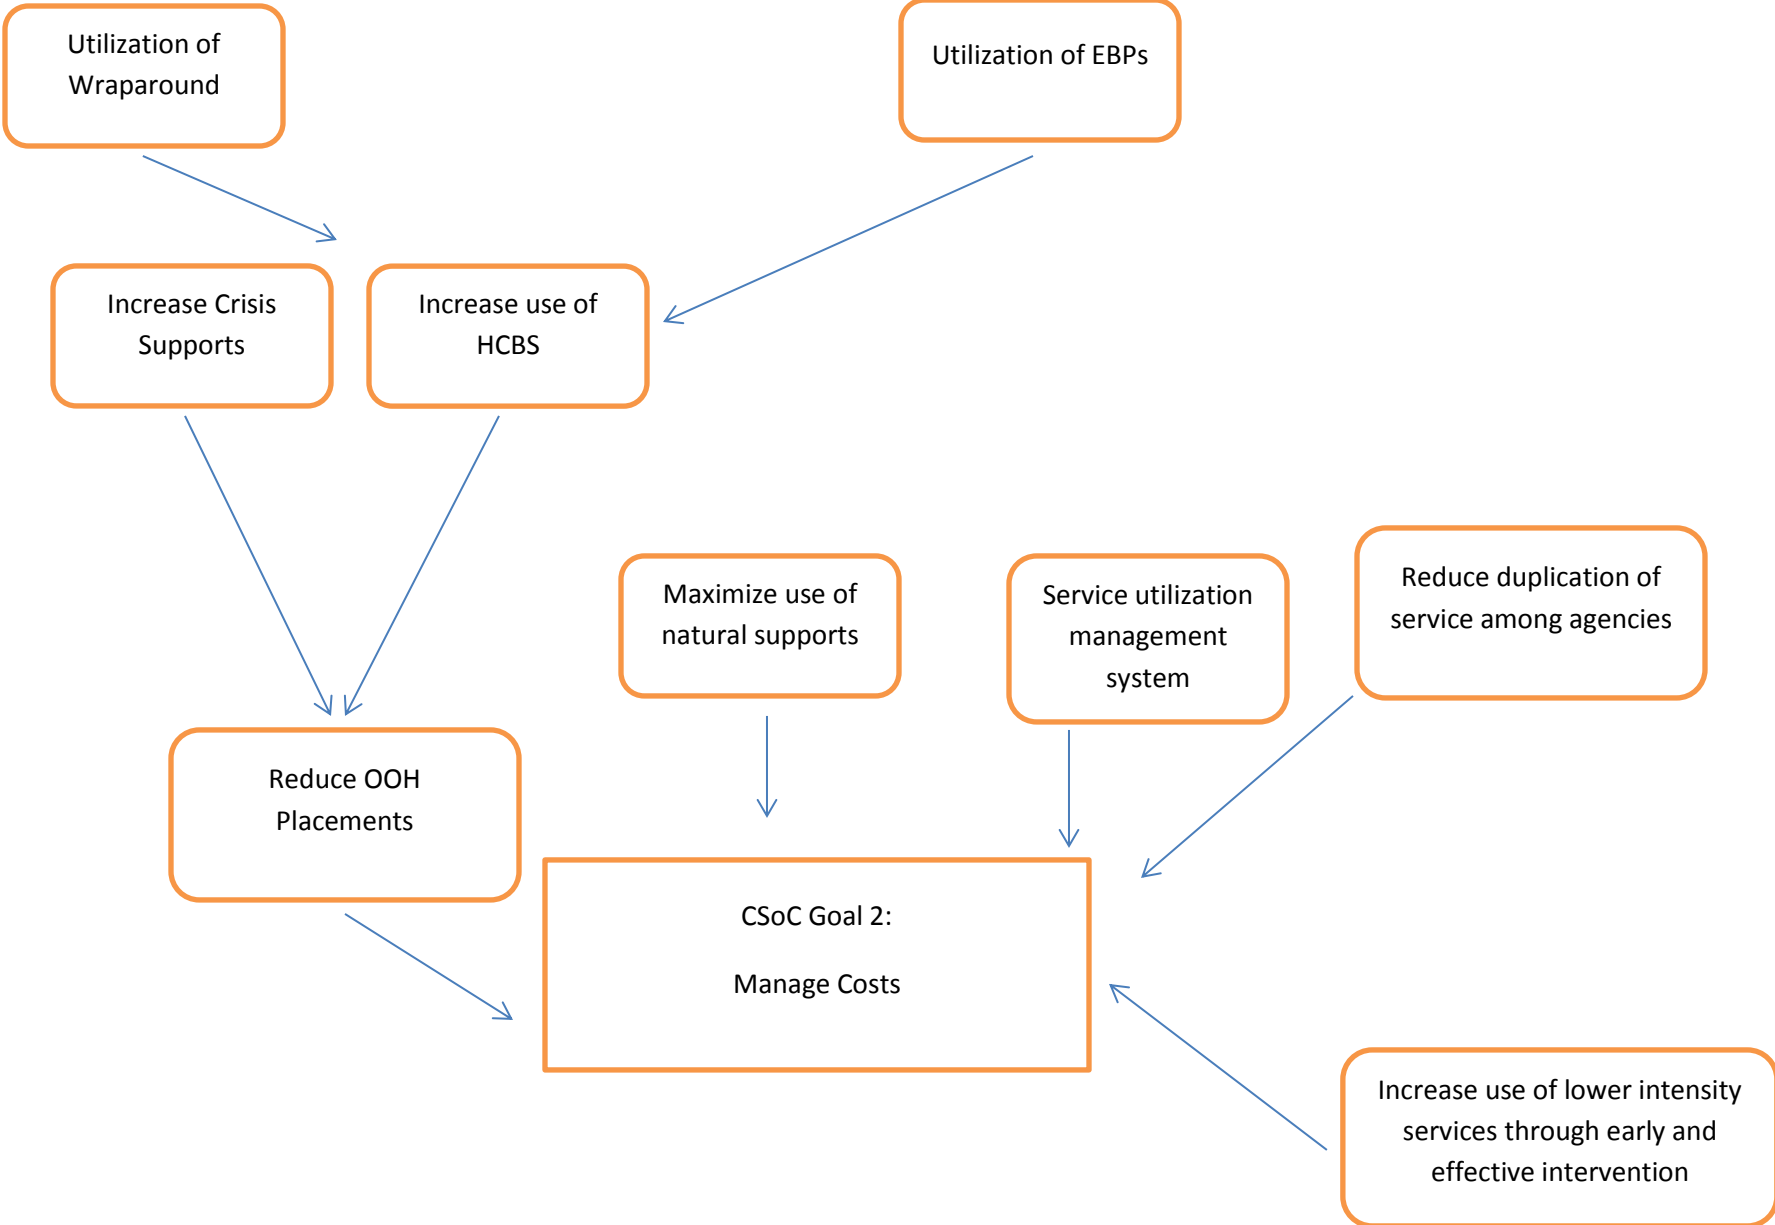 Utilization of
Wraparound
Utilization of EBPs
Increase Crisis
Supports
Increase use of
HCBS
Maximize use of
natural supports
Service utilization
management
system
Reduce duplication of
service among agencies
Reduce OOH
Placements
CSoC Goal 2:
Manage Costs
Increase use of lower intensity
services through early and
effective intervention